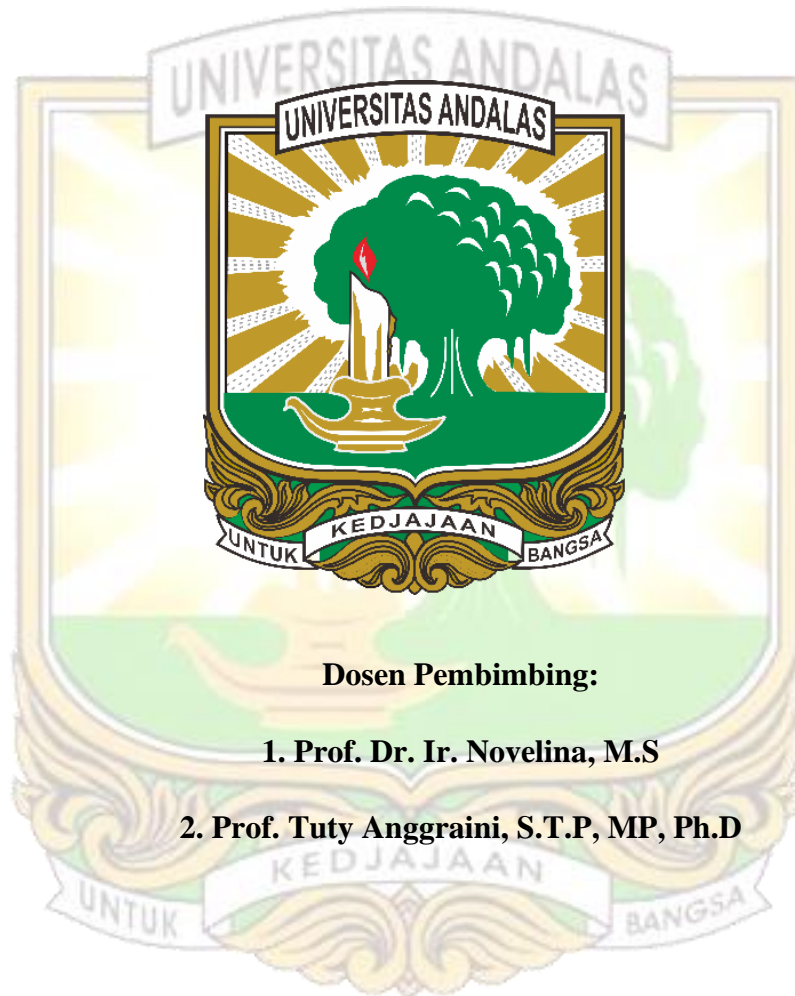 UNIVERSITAS ANDALAS
UNIVERSITAS ANDALAS
UNTUK KEDJAJAAN BANGSA
Dosen Pembimbing:
1. Prof. Dr. Ir. Novelina, M.S
2. Prof. Tuty Anggraini, S.T.P, MP, Ph.D
UNTUK KEDJAJAAN BANGSA